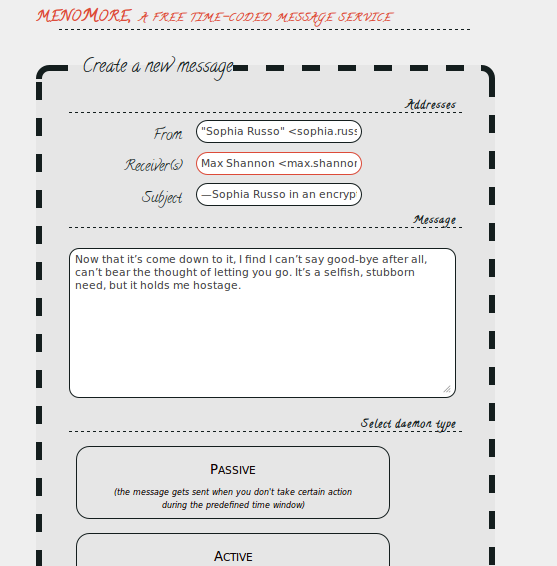 MENOMORE, A FREE TIME-CODED MESSAGE SERVICE
Create a new message
Addresses
From "Sophia Russo" <sophia.russ
Receiver(s) Max Shannon <max.shannon
Subject —Sophia Russo in an encryp
Message
Now that it's come down to it, I find I can't say good-bye after all,
can't bear the thought of letting you go. It's a selfish, stubborn
need, but it holds me hostage.
Select daemon type
PASSIVE
(the message gets sent when you don't take certain action
during the predefined time window)
ACTIVE